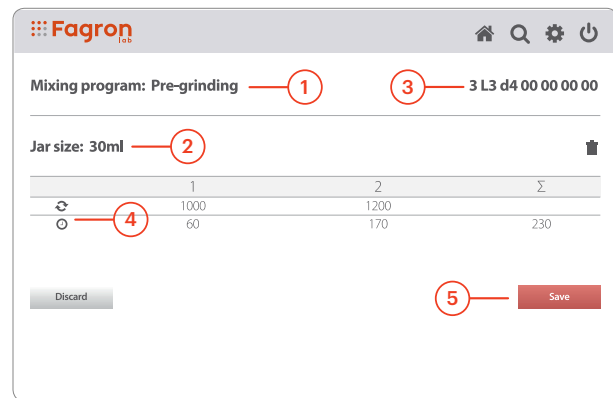 Fagron
lab
Mixing program: Pre-grinding
1
3
3 L3 d4 00 00 00 00
Jar size: 30ml
2
1 2 Σ
1000 1200
4
60 170 230
Discard
5
Save